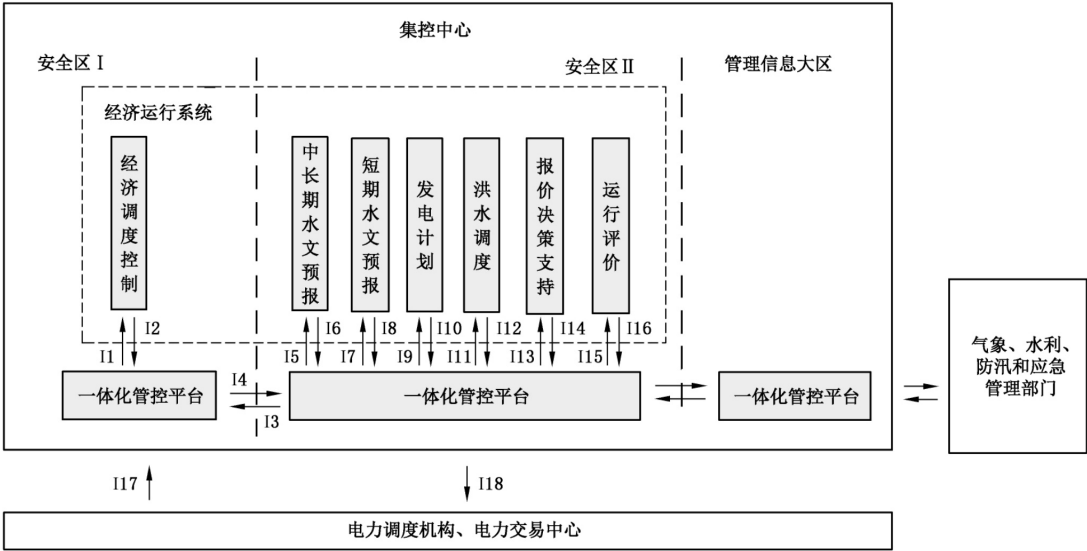 集控中心
安全区Ⅰ
安全区Ⅱ
管理信息大区
经济运行系统
经济调度控制
中长期水文预报
短期水文预报
发电计划
洪水调度
报价决策支持
运行评价
I1
I2
I5
I6
I7
I8
I9
I10
I11
I12
I13
I14
I15
I16
一体化管控平台
I4
I3
一体化管控平台
一体化管控平台
气象、水利、
防汛和应急
管理部门
I17
I18
电力调度机构、电力交易中心